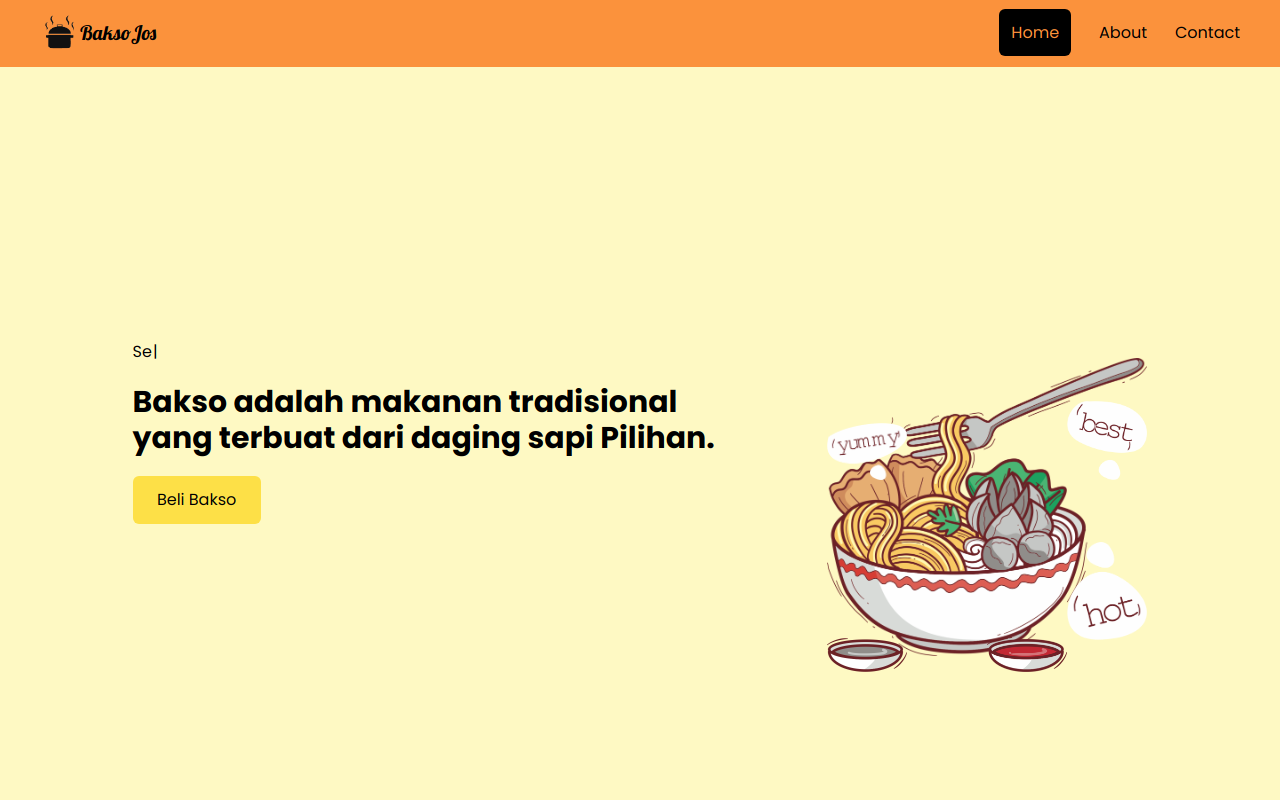 Bakso Jos
Home
About
Contact
Se|
Bakso adalah makanan tradisional
yang terbuat dari daging sapi Pilihan.
Beli Bakso
yummy
best
hot